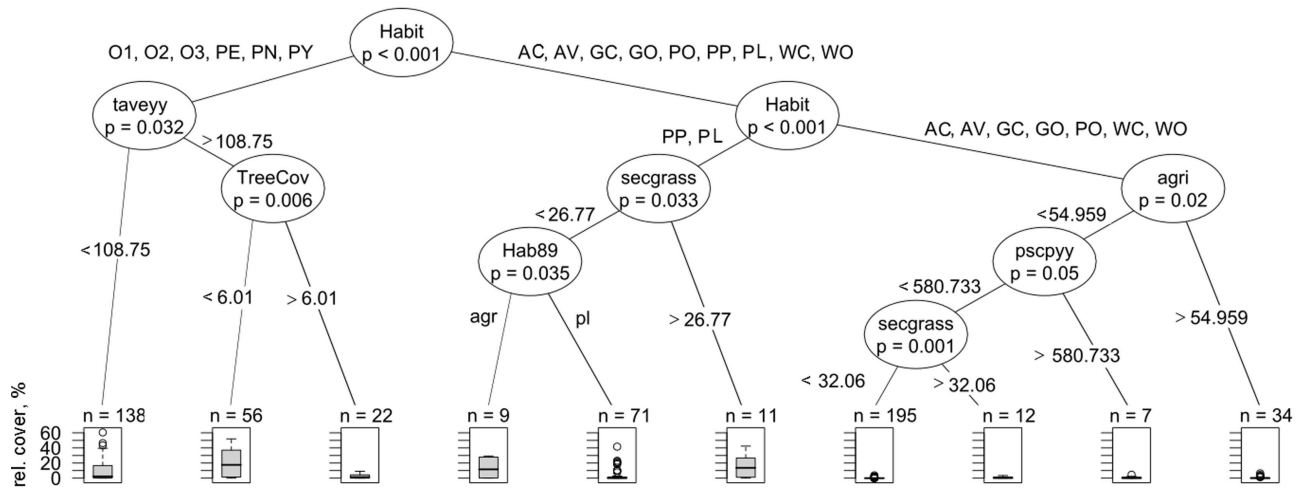 Habit
p < 0.001
O1, O2, O3, PE, PN, PY
AC, AV, GC, GO, PO, PP, PL, WC, WO
taveyy
p = 0.032
Habit
p < 0.001
>108.75
PP, PL
AC, AV, GC, GO, PO, WC, WO
TreeCov
p = 0.006
secgrass
p = 0.033
agri
p = 0.02
<26.77
<54.959
<108.75
Hab89
p = 0.035
pscpyy
p = 0.05
<6.01
>6.01
<580.733
agr
pl
>26.77
secgrass
p = 0.001
>54.959
> 580.733
< 32.06
>32.06
n = 138
n = 56
n = 22
n = 9
n = 71
n = 11
n = 195
n = 12
n = 7
n = 34
rel. cover, %
60
40
20
0